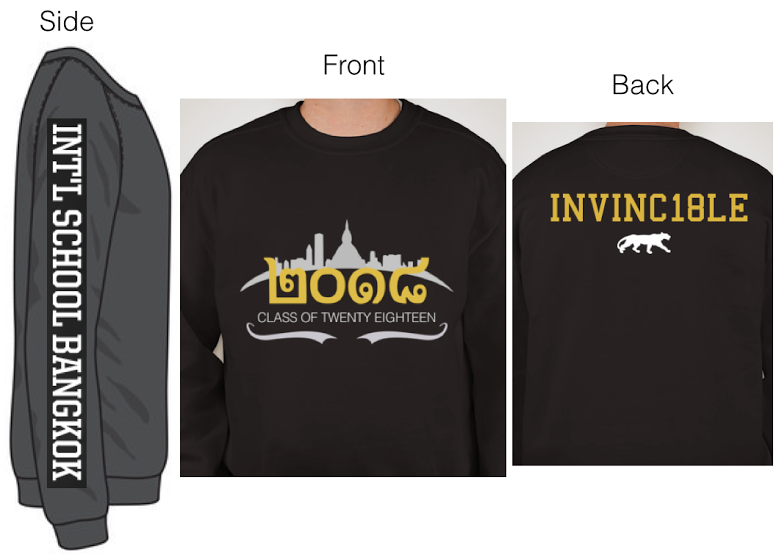 Side
INT'L SCHOOL BANGKOK
Front
๒๐๑๘
CLASS OF TWENTY EIGHTEEN
Back
INVINC18LE